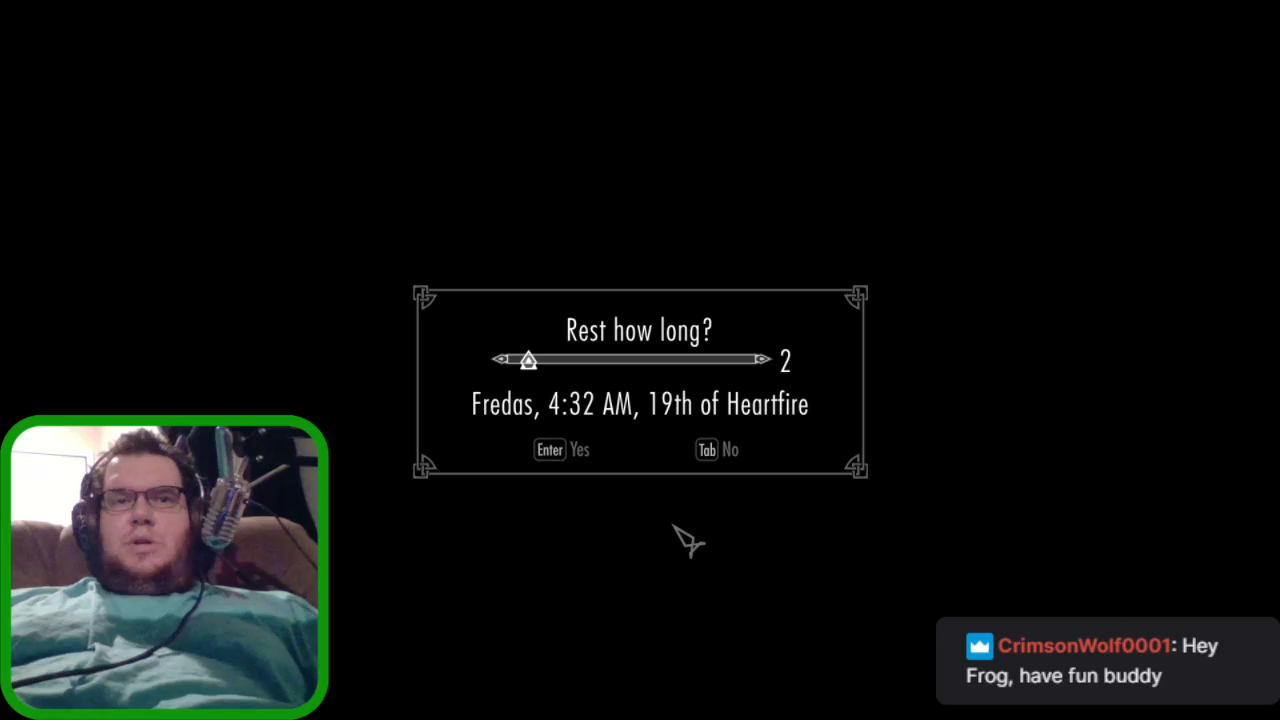 Rest how long?
2
Fredas, 4:32 AM, 19th of Heartfire
Enter Yes Tab No
CrimsonWolf0001: Hey
Frog, have fun buddy